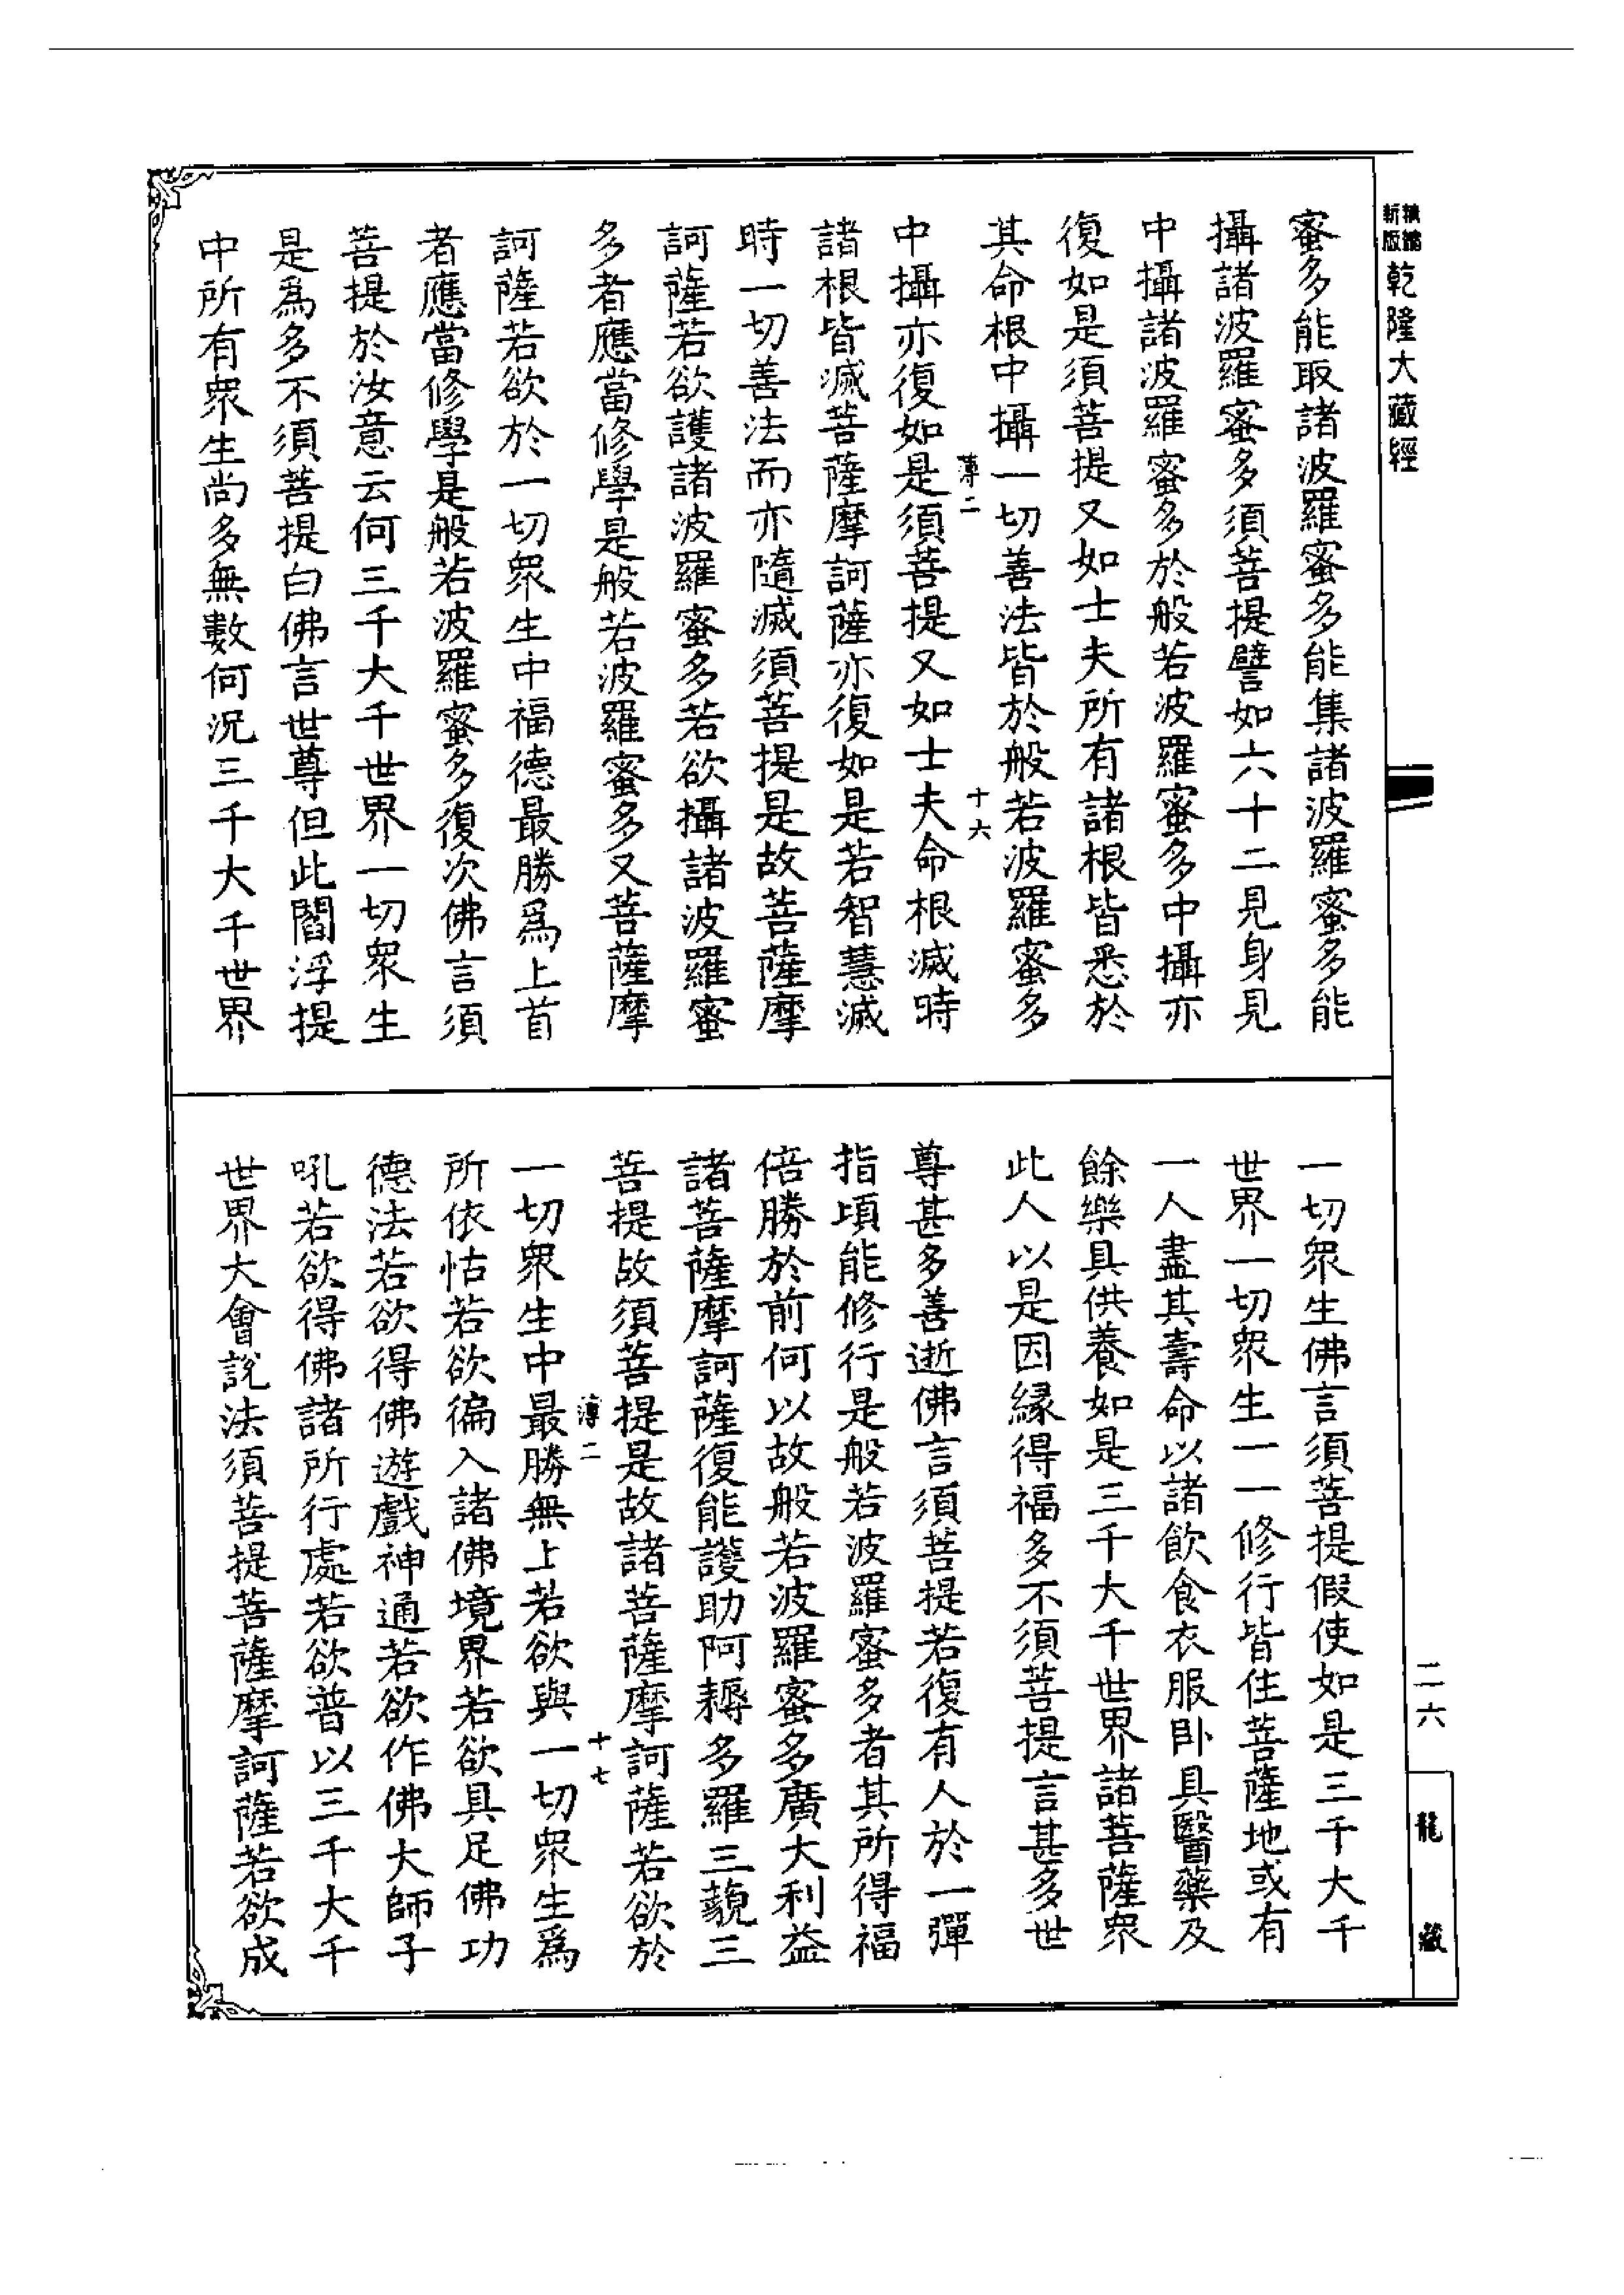 新編縮版乾隆大藏經
蜜多能取諸波羅蜜多能集諸波羅蜜多能
攝諸波羅蜜多須菩提譬如六十二見身見
中攝諸波羅蜜多於般若波羅蜜多中攝亦
復如是須菩提又如士夫所有諸根皆悉於
其命根中攝一切善法皆於般若波羅蜜多
薄二 十六
中攝亦復如是須菩提又如士夫命根滅時
諸根皆滅菩薩摩訶薩亦復如是若智慧滅
時一切善法而亦隨滅須菩提是故菩薩摩
訶薩若欲護諸波羅蜜多若欲攝諸波羅蜜
多者應當修學是般若波羅蜜多又菩薩摩
訶薩若欲於一切眾生中福德最勝爲上首
者應當修學是般若波羅蜜多復次佛言須
菩提於汝意云何三千大千世界一切眾生
是爲多不須菩提白佛言世尊但此閻浮提
中所有眾生尚多無數何況三千大千世界
一切眾生佛言須菩提假使如是三千大千
世界一切眾生一一修行皆住菩薩地或有
一人盡其壽命以諸飲食衣服卧具醫藥及
餘樂具供養如是三千大千世界諸菩薩眾
此人以是因緣得福多不須菩提言甚多世
尊甚多善逝佛言須菩提若復有人於一彈
指頃能修行是般若波羅蜜多者其所得福
倍勝於前何以故般若波羅蜜多廣大利益
諸菩薩摩訶薩復能護助阿耨多羅三藐三
菩提故須菩提是故諸菩薩摩訶薩若欲於
薄二 十七
一切眾生中最勝無上若欲與一切眾生爲
所依怙若欲徧入諸佛境界若欲具足佛功
德法若欲得佛遊戲神通若欲作佛大師子
吼若欲得佛諸所行處若欲普以三千大千
世界大會說法須菩提菩薩摩訶薩若欲成
二六
龍藏